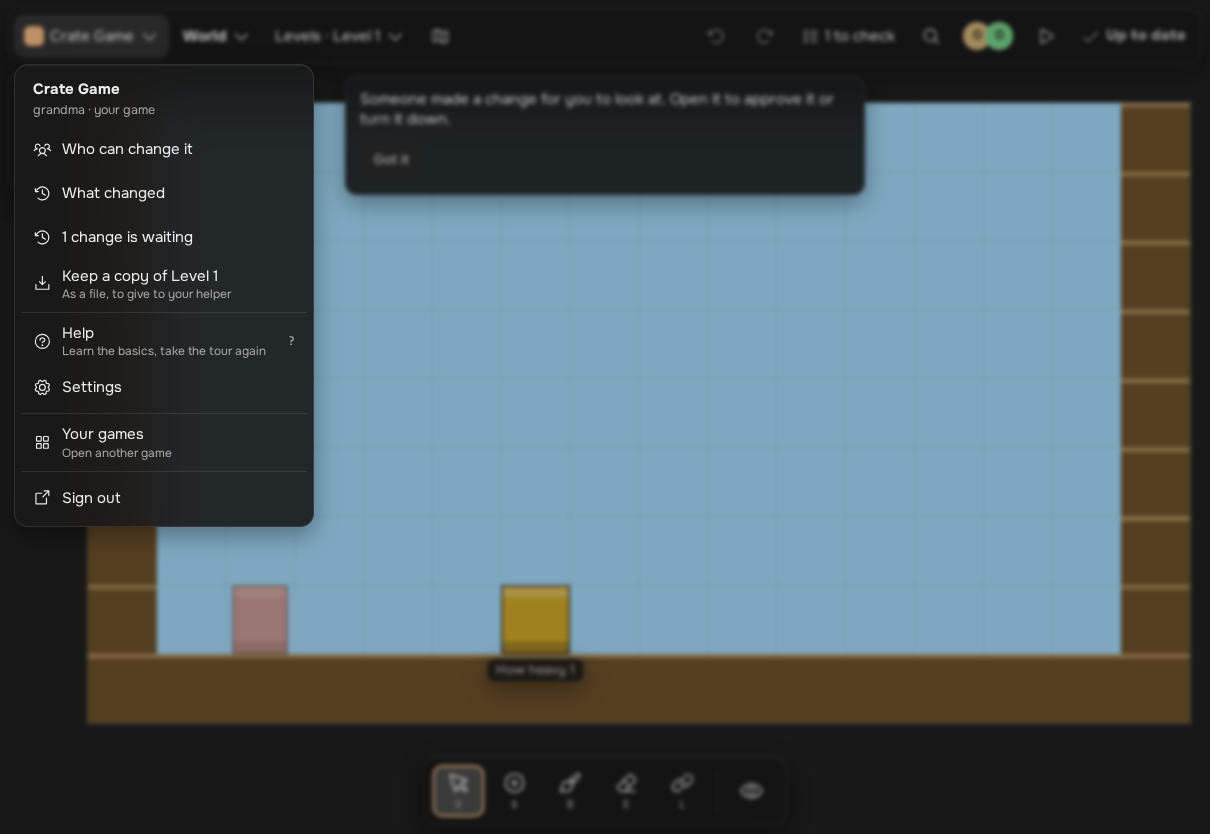 Crate Game
World
Levels · Level 1
1 to check
G
G
Up to date
Crate Game
grandma · your game
Who can change it
What changed
1 change is waiting
Keep a copy of Level 1
As a file, to give to your helper
Help
Learn the basics, take the tour again
?
Settings
Your games
Open another game
Sign out
Someone made a change for you to look at. Open it to approve it or
turn it down.
Got it
How heavy 1
V
A
B
E
L